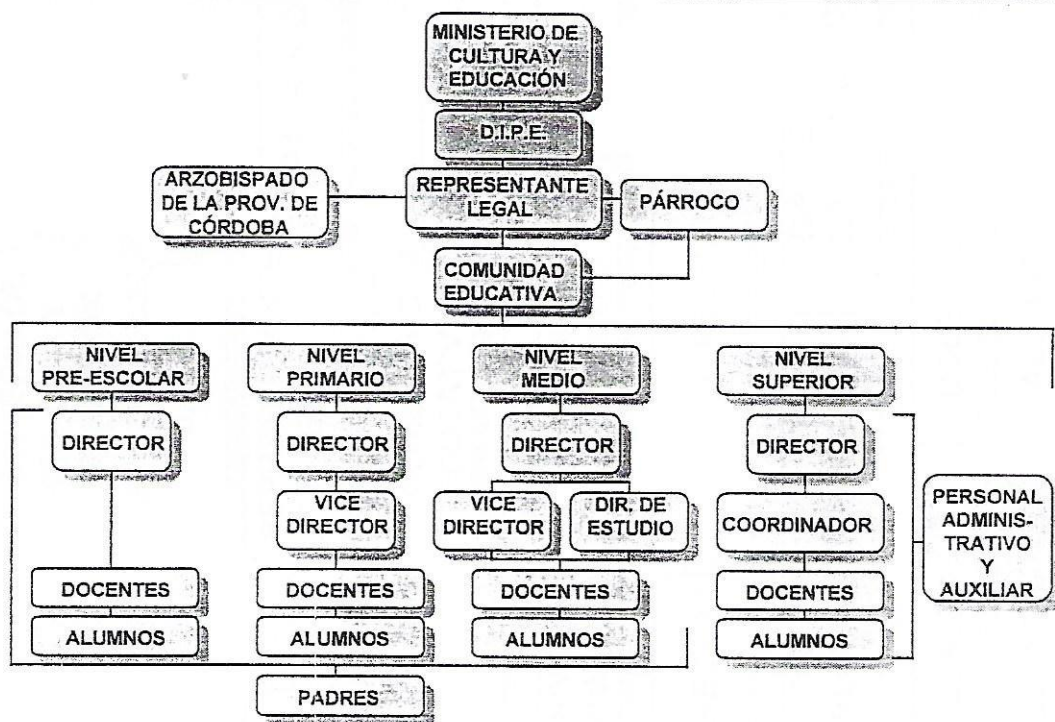 MINISTERIO DE
CULTURA Y
EDUCACIÓN
D.I.P.E.
ARZOBISPADO
DE LA PROV. DE
CÓRDOBA
REPRESENTANTE
LEGAL
PÁRROCO
COMUNIDAD
EDUCATIVA
NIVEL
PRE-ESCOLAR
NIVEL
PRIMARIO
NIVEL
MEDIO
NIVEL
SUPERIOR
DIRECTOR
DIRECTOR
DIRECTOR
DIRECTOR
VICE
DIRECTOR
VICE
DIRECTOR
DIR. DE
ESTUDIO
COORDINADOR
PERSONAL
ADMINIS-
TRATIVO
Y
AUXILIAR
DOCENTES
DOCENTES
DOCENTES
DOCENTES
ALUMNOS
ALUMNOS
ALUMNOS
ALUMNOS
PADRES